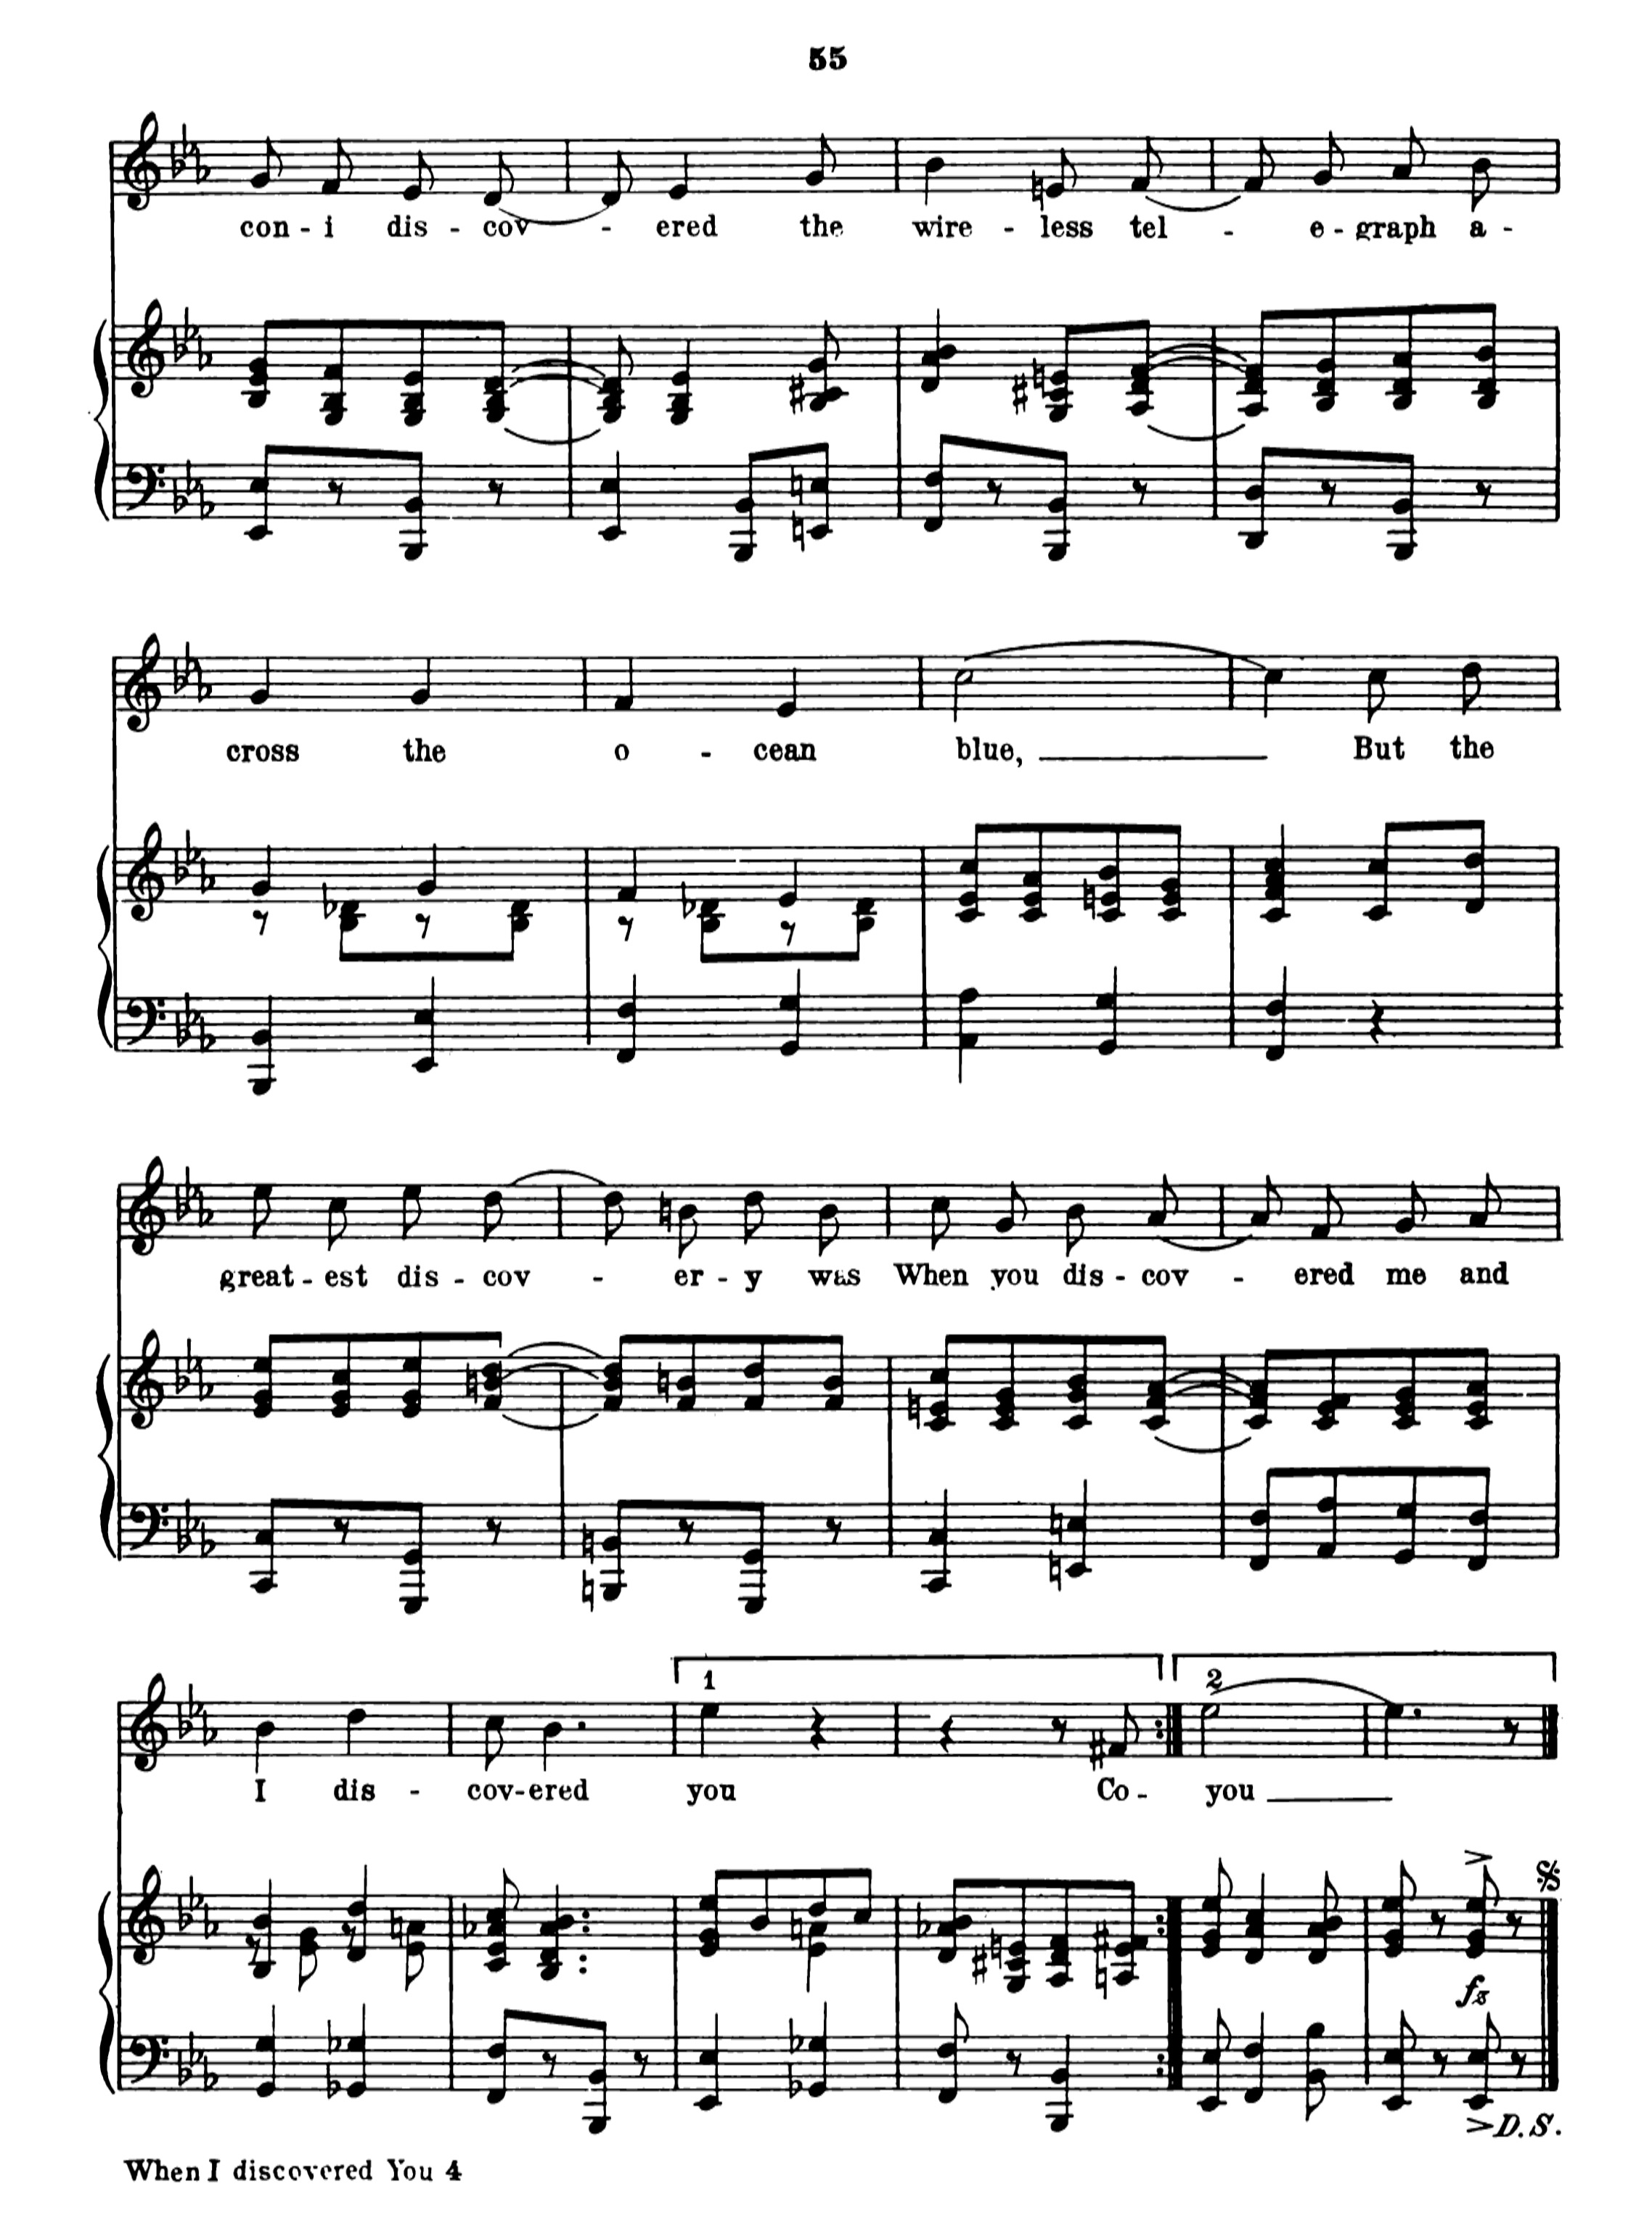 55
con - i dis - cov - ered the wire - less tel - e - graph a -
cross the o - cean blue, But the
great - est dis - cov - er - y was When you dis - cov - ered me and
1 2
I dis - cov - ered you Co - you
fz
D.S.
When I discovered You 4